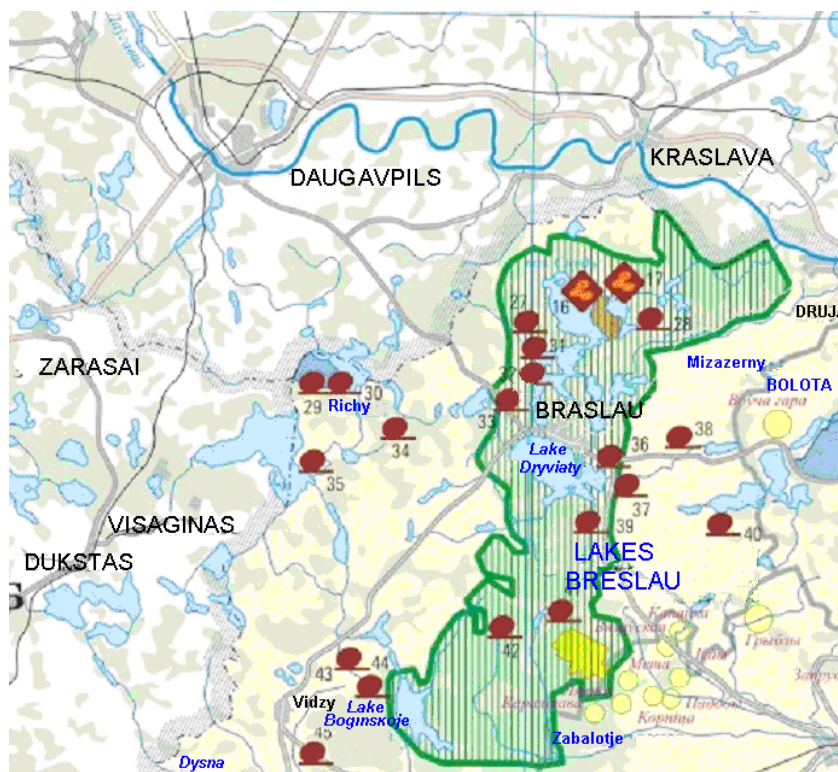 KRASLAVA
DAUGAVPILS
16
17
27
28
DRUJA
31
ZARASAI
32
Mizazerny
29
30
Richy
BOLOTA
33
BRASLAU
Воучa гара
34
Lake
Dryviaty
36
38
35
37
VISAGINAS
39
40
DUKSTAS
LAKES
BRESLAU
42
43
44
Vidzy
Lake
Boginskoje
45
Zabalotje
Dysna